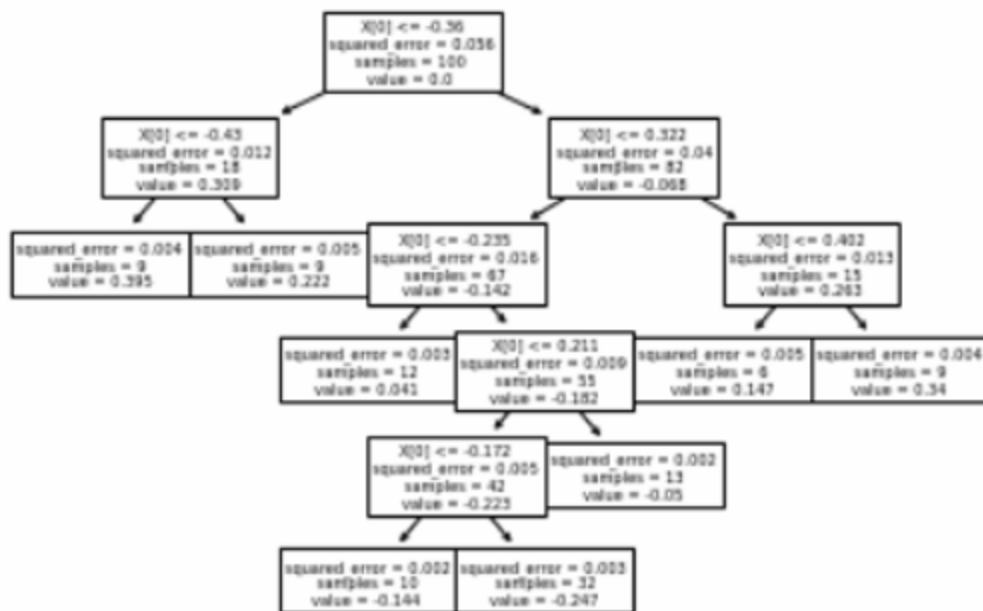 X[0] <= -0.36
squared_error = 0.056
samples = 100
value = 0.0
X[0] <= -0.43
squared_error = 0.012
samples = 18
value = 0.309
X[0] <= 0.322
squared_error = 0.04
samples = 82
value = -0.068
squared_error = 0.004
samples = 9
value = 0.395
squared_error = 0.005
samples = 9
value = 0.222
X[0] <= -0.235
squared_error = 0.016
samples = 67
value = -0.142
X[0] <= 0.402
squared_error = 0.013
samples = 15
value = 0.263
squared_error = 0.003
samples = 12
value = 0.041
X[0] <= 0.211
squared_error = 0.009
samples = 55
value = -0.182
squared_error = 0.005
samples = 6
value = 0.147
squared_error = 0.004
samples = 9
value = 0.34
X[0] <= -0.172
squared_error = 0.005
samples = 42
value = -0.223
squared_error = 0.002
samples = 13
value = -0.05
squared_error = 0.002
samples = 10
value = -0.144
squared_error = 0.003
samples = 32
value = -0.247